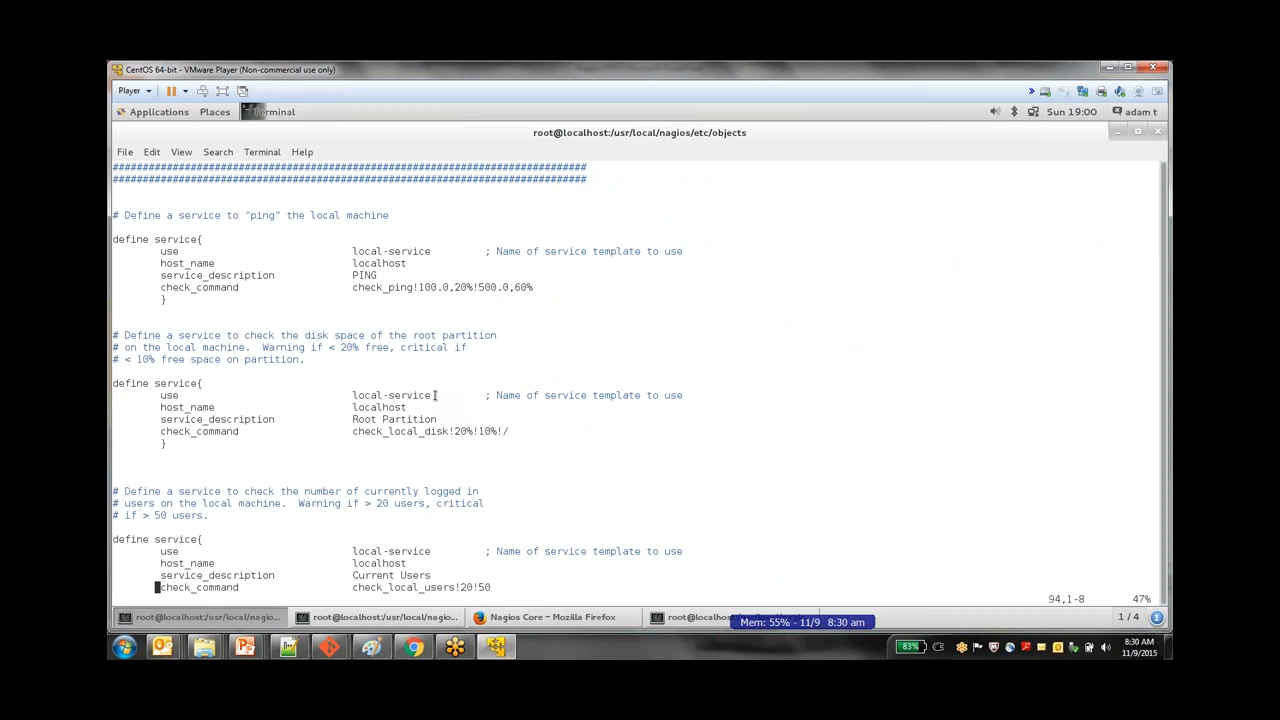 CentOS 64-bit - VMware Player (Non-commercial use only)
Player
Applications Places Terminal Sun 19:00 adam t
root@localhost:/usr/local/nagios/etc/objects
File Edit View Search Terminal Help
###############################################################################
###############################################################################
# Define a service to "ping" the local machine
define service{
use local-service ; Name of service template to use
host_name localhost
service_description PING
check_command check_ping!100.0,20%!500.0,60%
}
# Define a service to check the disk space of the root partition
# on the local machine. Warning if < 20% free, critical if
# < 10% free space on partition.
define service{
use local-service ; Name of service template to use
host_name localhost
service_description Root Partition
check_command check_local_disk!20%!10%!/
}
# Define a service to check the number of currently logged in
# users on the local machine. Warning if > 20 users, critical
# if > 50 users.
define service{
use local-service ; Name of service template to use
host_name localhost
service_description Current Users
check_command check_local_users!20!50
94,1-8 47%
root@localhost:/usr/local/nagio... root@localhost:/usr/local/nagio... Nagios Core - Mozilla Firefox root@localhost:/usr 1 / 4
Mem: 55% - 11/9 8:30 am
83% 8:30 AM
11/9/2015